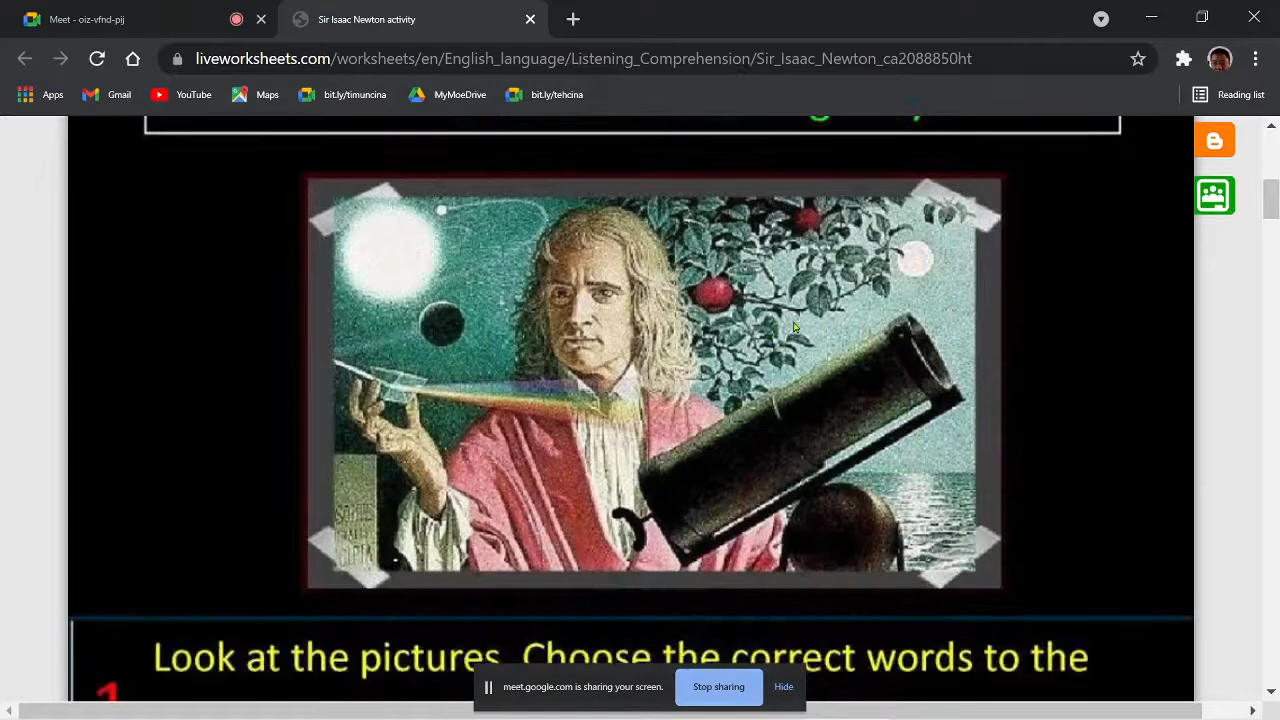 Meet - oiz-vfnd-pij
Sir Isaac Newton activity
liveworksheets.com/worksheets/en/English_language/Listening_Comprehension/Sir_Isaac_Newton_ca2088850ht
Apps
Gmail
YouTube
Maps
bit.ly/timuncina
MyMoeDrive
bit.ly/tehcina
Reading list
Look at the pictures. Choose the correct words to the
1
meet.google.com is sharing your screen.
Stop sharing
Hide